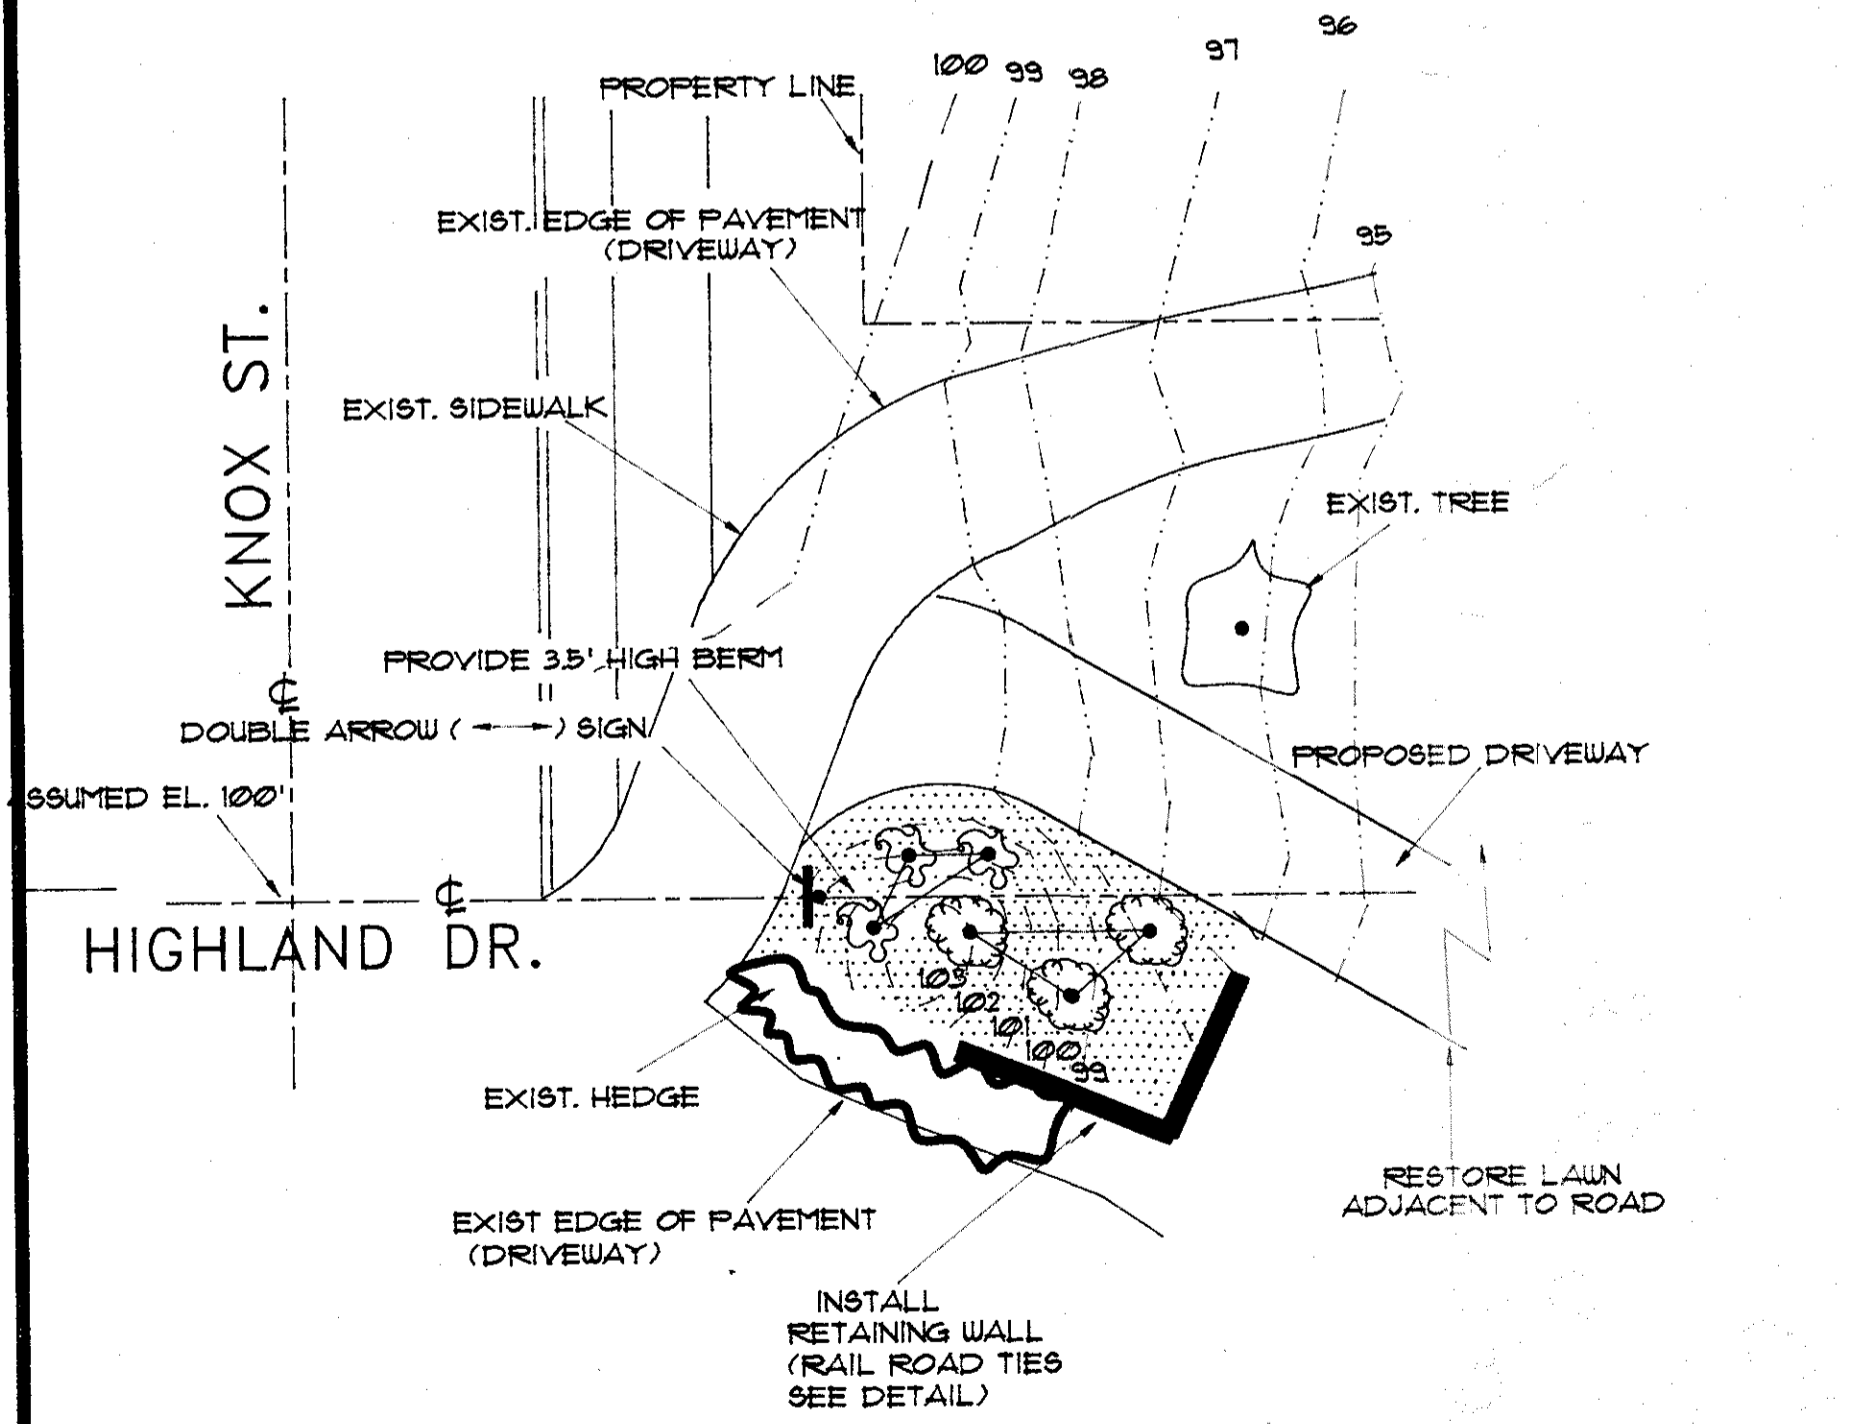 96
97
100 99 98
PROPERTY LINE
EXIST. EDGE OF PAVEMENT
(DRIVEWAY)
95
KNOX ST.
EXIST. SIDEWALK
EXIST. TREE
PROVIDE 3.5' HIGH BERM
℄
DOUBLE ARROW (↔) SIGN
PROPOSED DRIVEWAY
ASSUMED EL. 100'
℄
HIGHLAND DR.
103
102
101
100
99
EXIST. HEDGE
RESTORE LAWN
ADJACENT TO ROAD
EXIST EDGE OF PAVEMENT
(DRIVEWAY)
INSTALL
RETAINING WALL
(RAIL ROAD TIES
SEE DETAIL)